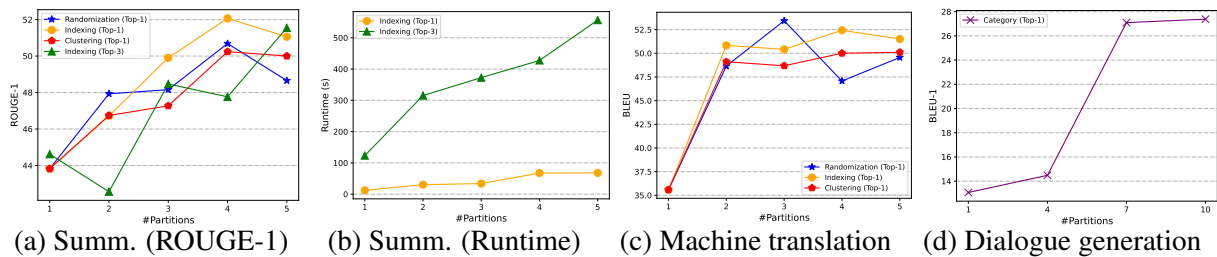 52
50
48
46
44
ROUGE-1
Randomization (Top-1)
Indexing (Top-1)
Clustering (Top-1)
Indexing (Top-3)
1 2 3 4 5
#Partitions
(a) Summ. (ROUGE-1)
500
400
300
200
100
0
Runtime (s)
Indexing (Top-1)
Indexing (Top-3)
1 2 3 4 5
#Partitions
(b) Summ. (Runtime)
52.5
50.0
47.5
45.0
42.5
40.0
37.5
35.0
BLEU
Randomization (Top-1)
Indexing (Top-1)
Clustering (Top-1)
1 2 3 4 5
#Partitions
(c) Machine translation
28
26
24
22
20
18
16
14
BLEU-1
Category (Top-1)
1 4 7 10
#Partitions
(d) Dialogue generation